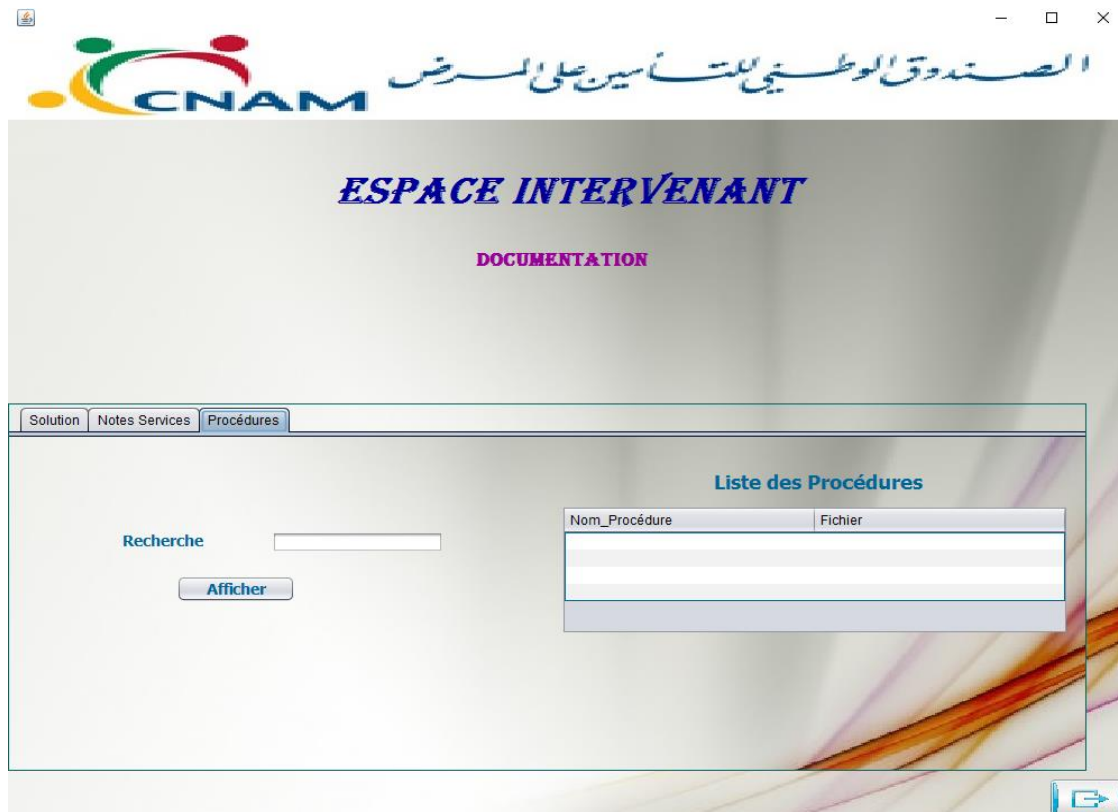 CNAM
الصندوق الوطني للتأمين على المرض
ESPACE INTERVENANT
DOCUMENTATION
Solution Notes Services Procédures
Liste des Procédures
Nom_Procédure Fichier
Recherche
Afficher